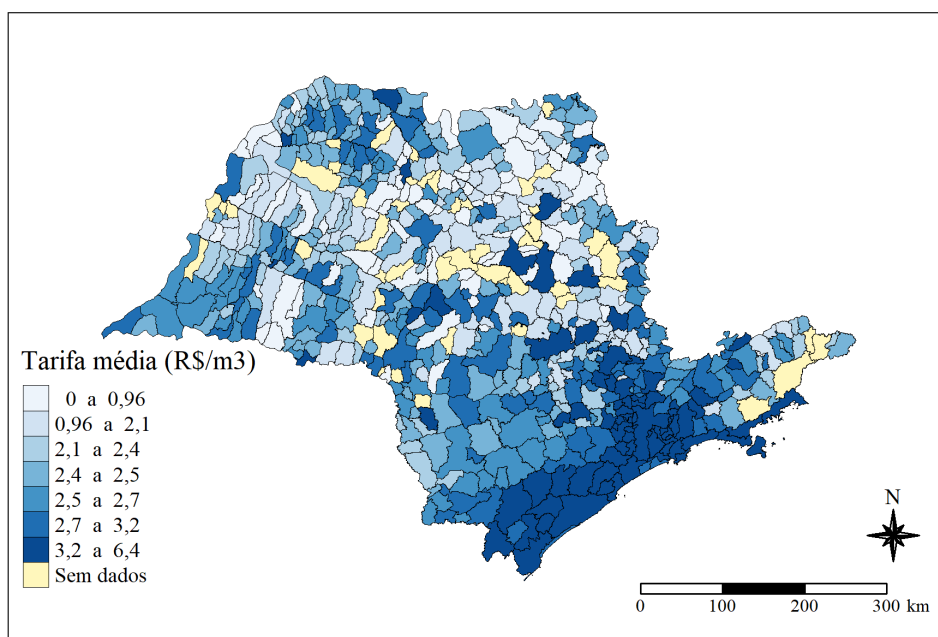 Tarifa média (R$/m3)
0 a 0,96
0,96 a 2,1
2,1 a 2,4
2,4 a 2,5
2,5 a 2,7
2,7 a 3,2
3,2 a 6,4
Sem dados
N
0 100 200 300 km